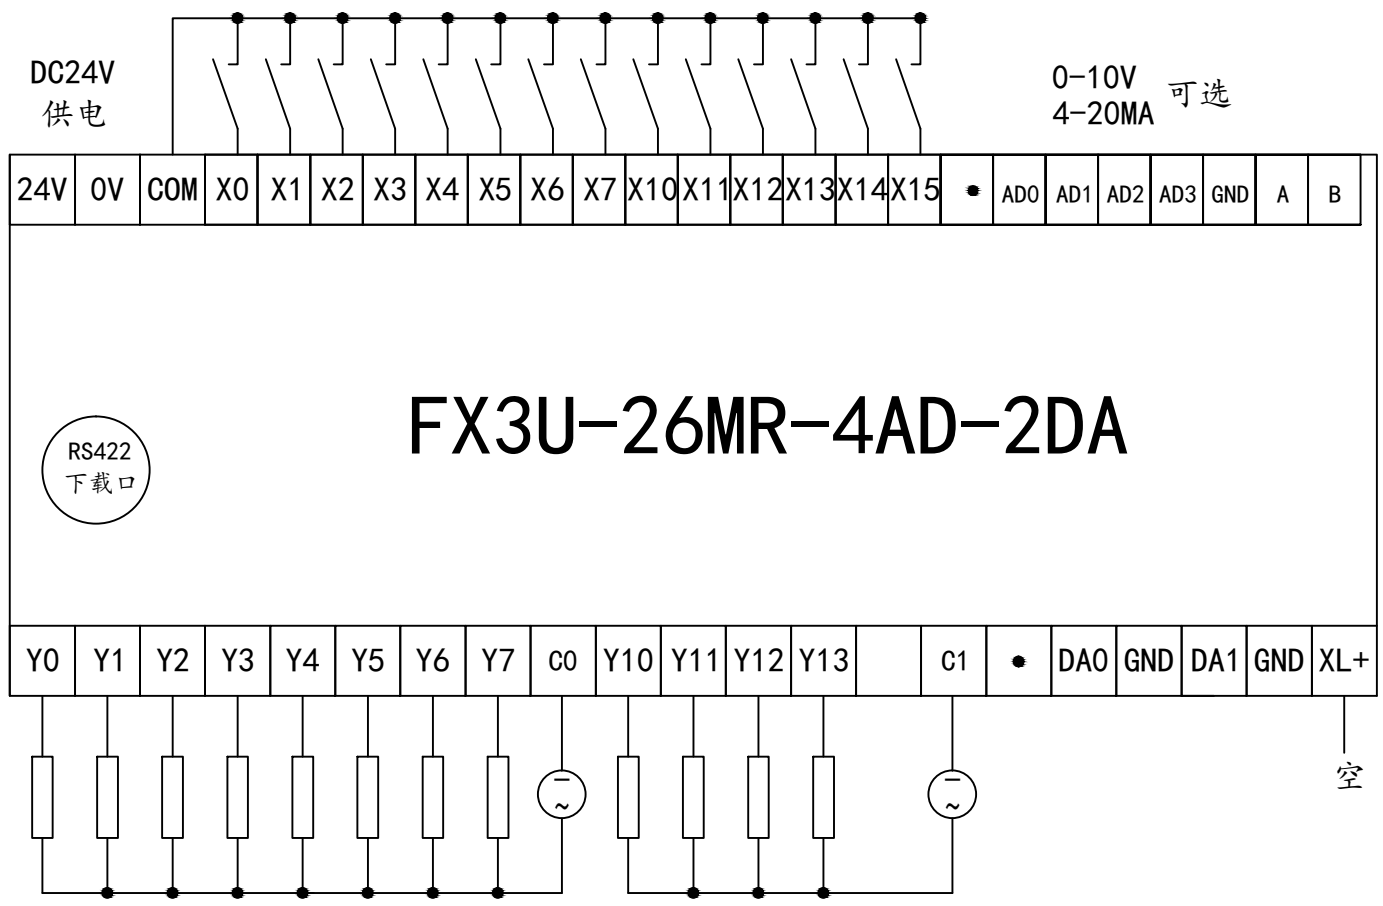 DC24V
供电
0-10V
4-20MA
可选
24V 0V COM X0 X1 X2 X3 X4 X5 X6 X7 X10 X11 X12 X13 X14 X15 • AD0 AD1 AD2 AD3 GND A B
FX3U-26MR-4AD-2DA
RS422
下载口
Y0 Y1 Y2 Y3 Y4 Y5 Y6 Y7 C0 Y10 Y11 Y12 Y13 C1 • DA0 GND DA1 GND XL+
空